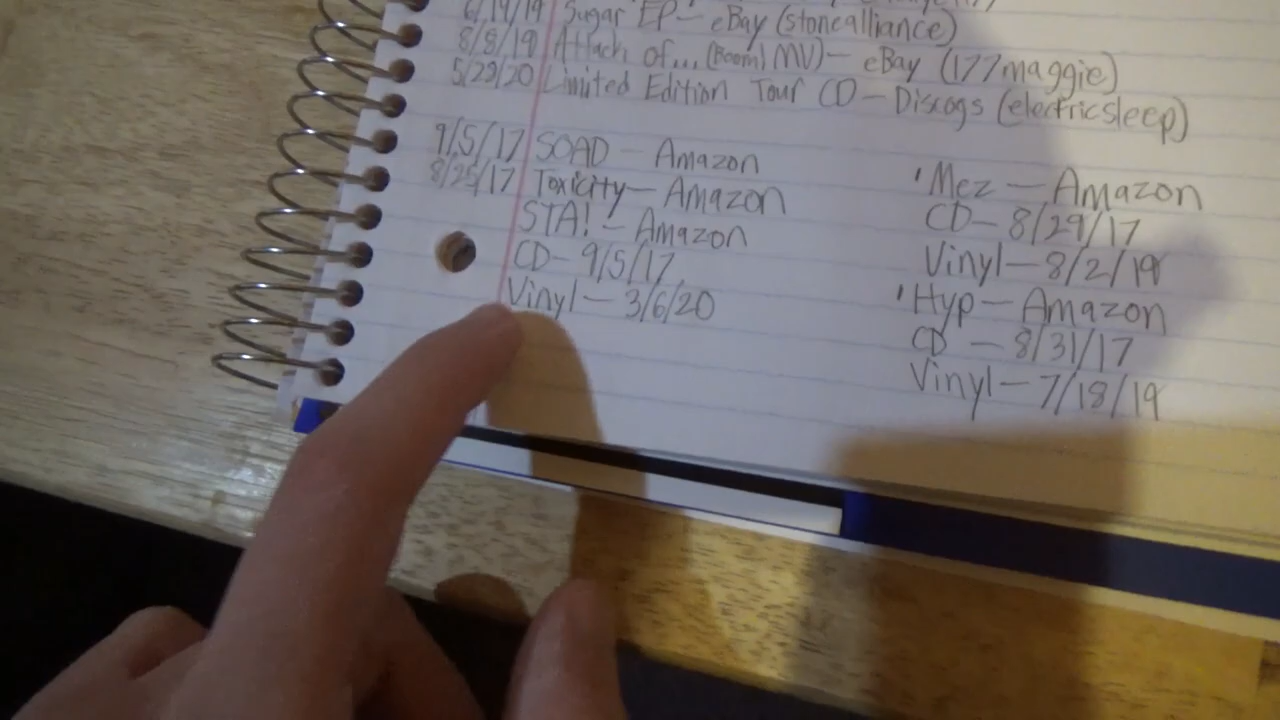 6/19/19 Sugar EP – eBay (stonealliance)
8/8/19 Attack of... (Boom! MV) – eBay (177maggie)
5/29/20 Limited Edition Tour CD – Discogs (electricsleep)
9/5/17 SOAD – Amazon
8/25/17 Toxicity – Amazon
STA! – Amazon
CD – 9/5/17
Vinyl – 3/6/20
'Mez – Amazon
CD – 8/29/17
Vinyl – 8/2/19
'Hyp – Amazon
CD – 8/31/17
Vinyl – 7/18/19